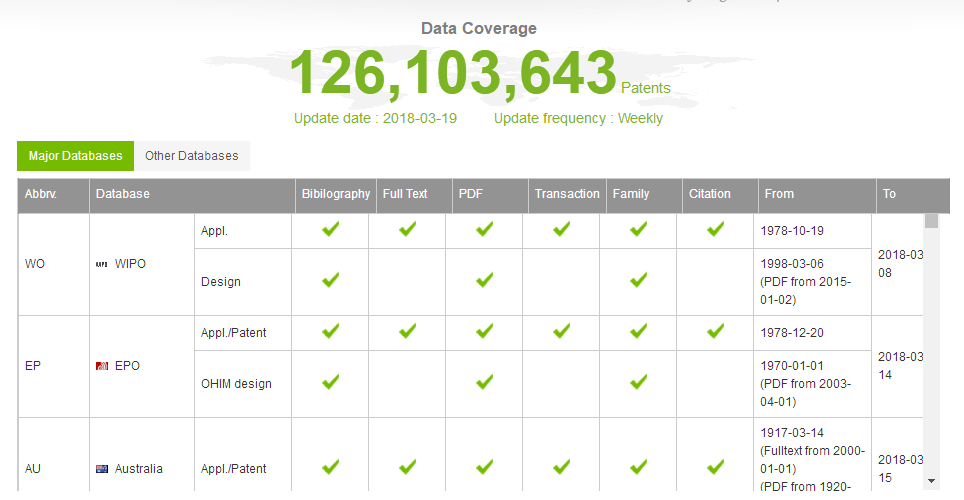 Data Coverage
126,103,643 Patents
Update date : 2018-03-19 Update frequency : Weekly
Major Databases Other Databases
Abbrv. Database Bibilography Full Text PDF Transaction Family Citation From To
WO WIPO
Appl. 1978-10-19
2018-03
08
Design
1998-03-06
(PDF from 2015-
01-02)
EP EPO
Appl./Patent 1978-12-20
2018-03
14
OHIM design
1970-01-01
(PDF from 2003-
04-01)
AU Australia Appl./Patent
1917-03-14
(Fulltext from 2000-
01-01)
(PDF from 1920-
2018-03
15